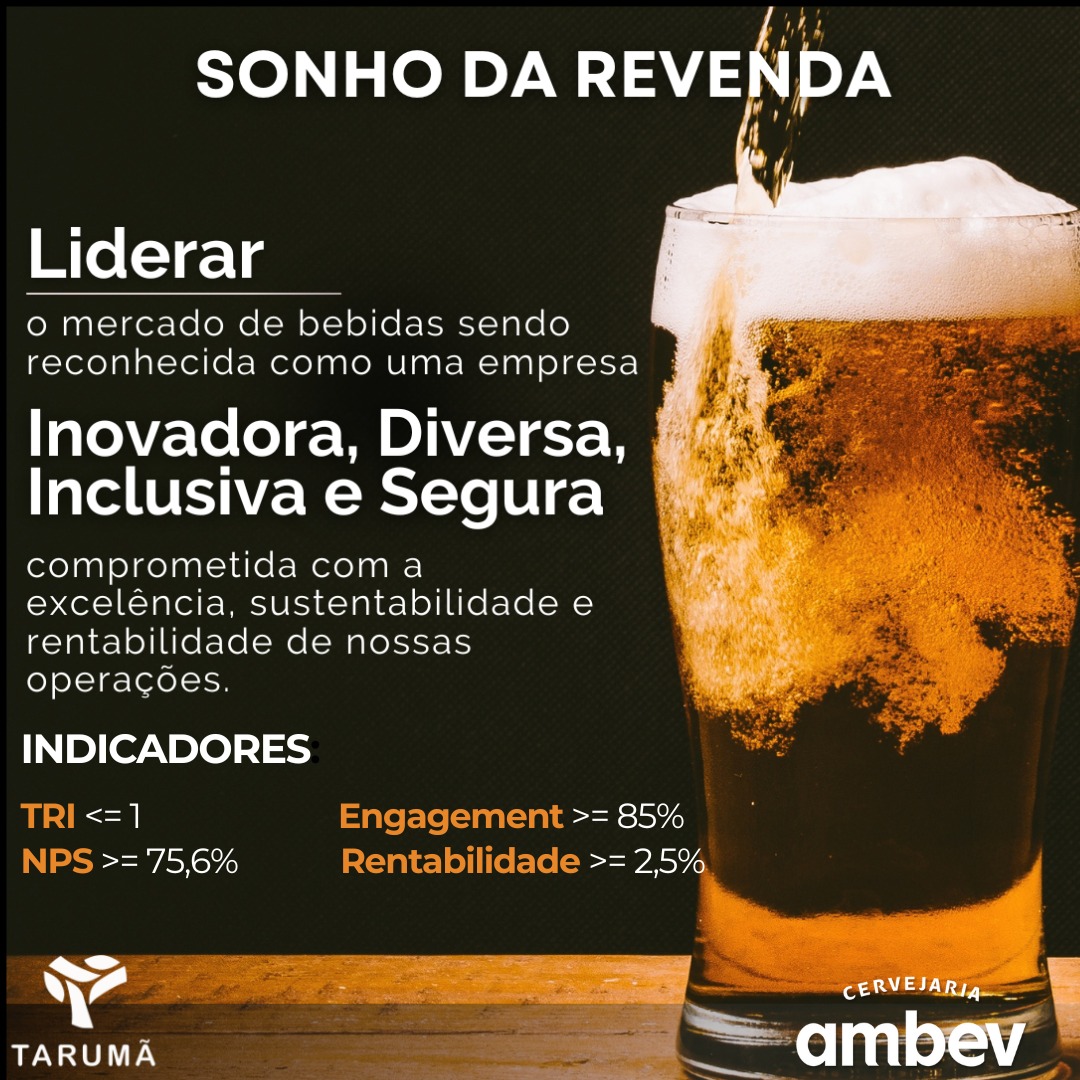 SONHO DA REVENDA
Liderar
o mercado de bebidas sendo
reconhecida como uma empresa
Inovadora, Diversa,
Inclusiva e Segura
comprometida com a
excelência, sustentabilidade e
rentabilidade de nossas
operações.
INDICADORES:
TRI <= 1
Engagement >= 85%
NPS >= 75,6%
Rentabilidade >= 2,5%
TARUMÃ
CERVEJARIA
ambev